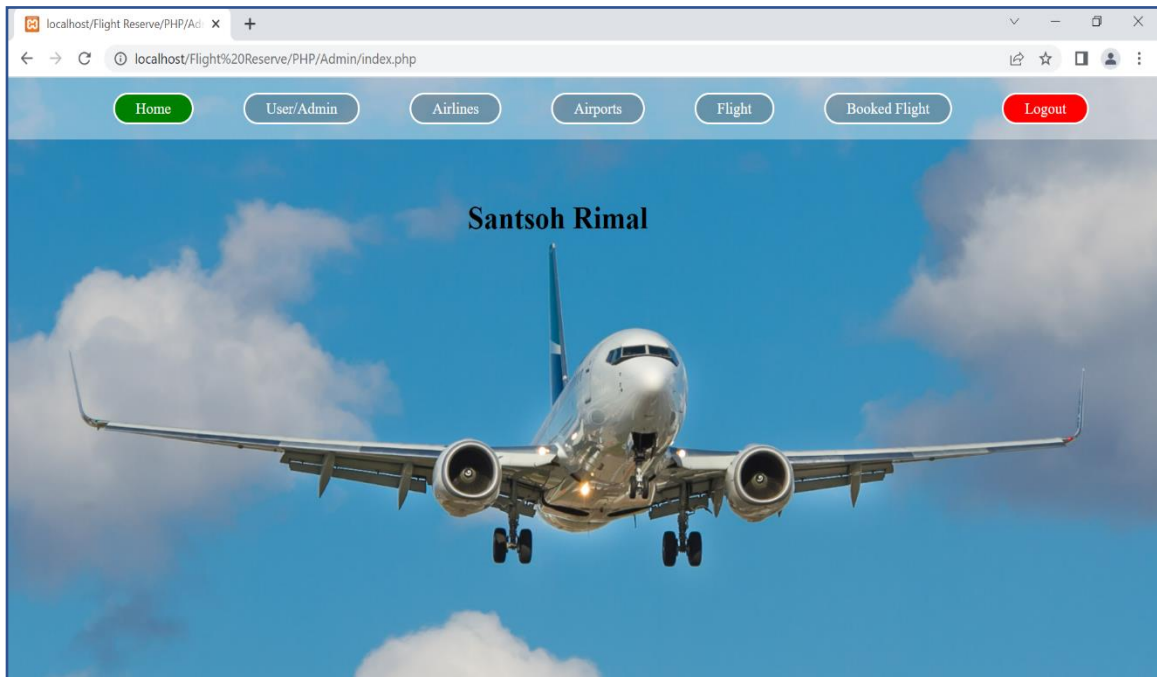 localhost/Flight Reserve/PHP/Ad
localhost/Flight%20Reserve/PHP/Admin/index.php
Home User/Admin Airlines Airports Flight Booked Flight Logout
Santsoh Rimal